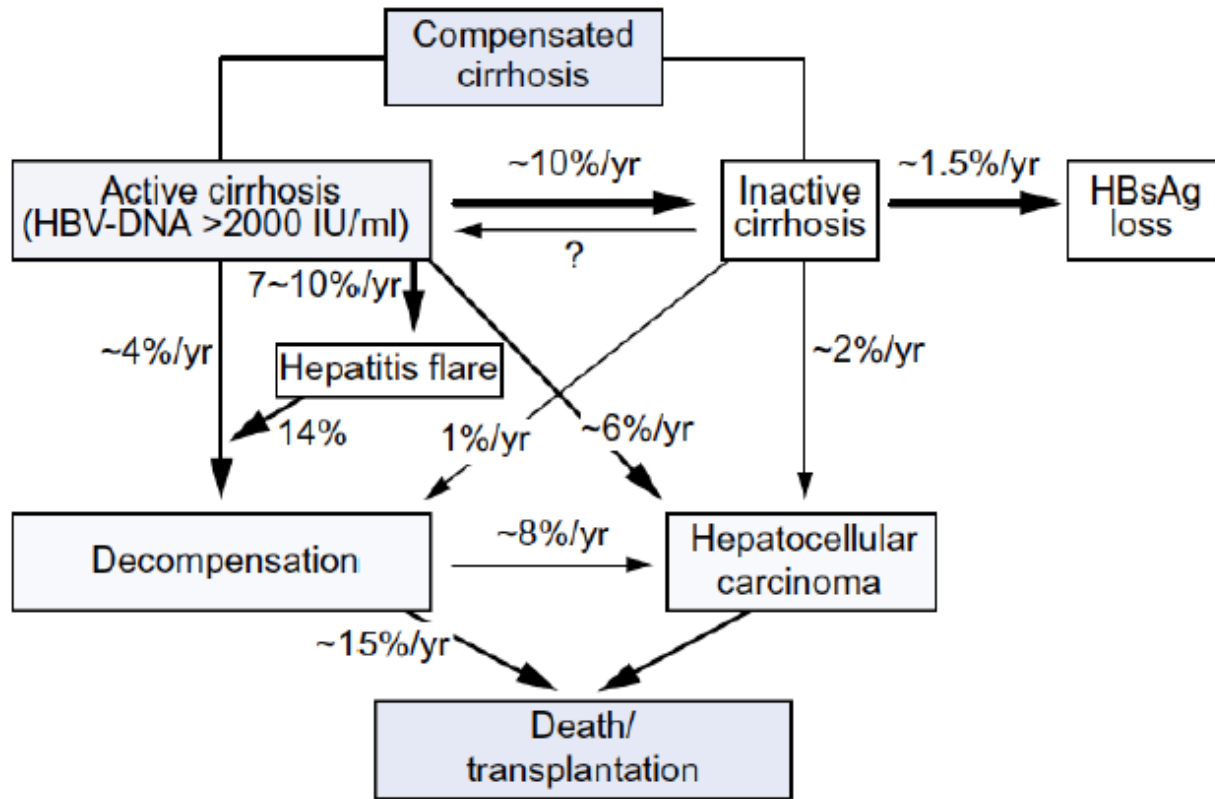 Compensated
cirrhosis
Active cirrhosis
(HBV-DNA >2000 IU/ml)
~10%/yr
?
Inactive
cirrhosis
~1.5%/yr
HBsAg
loss
7~10%/yr
~4%/yr
Hepatitis flare
14%
1%/yr
~6%/yr
~2%/yr
Decompensation
~8%/yr
Hepatocellular
carcinoma
~15%/yr
Death/
transplantation